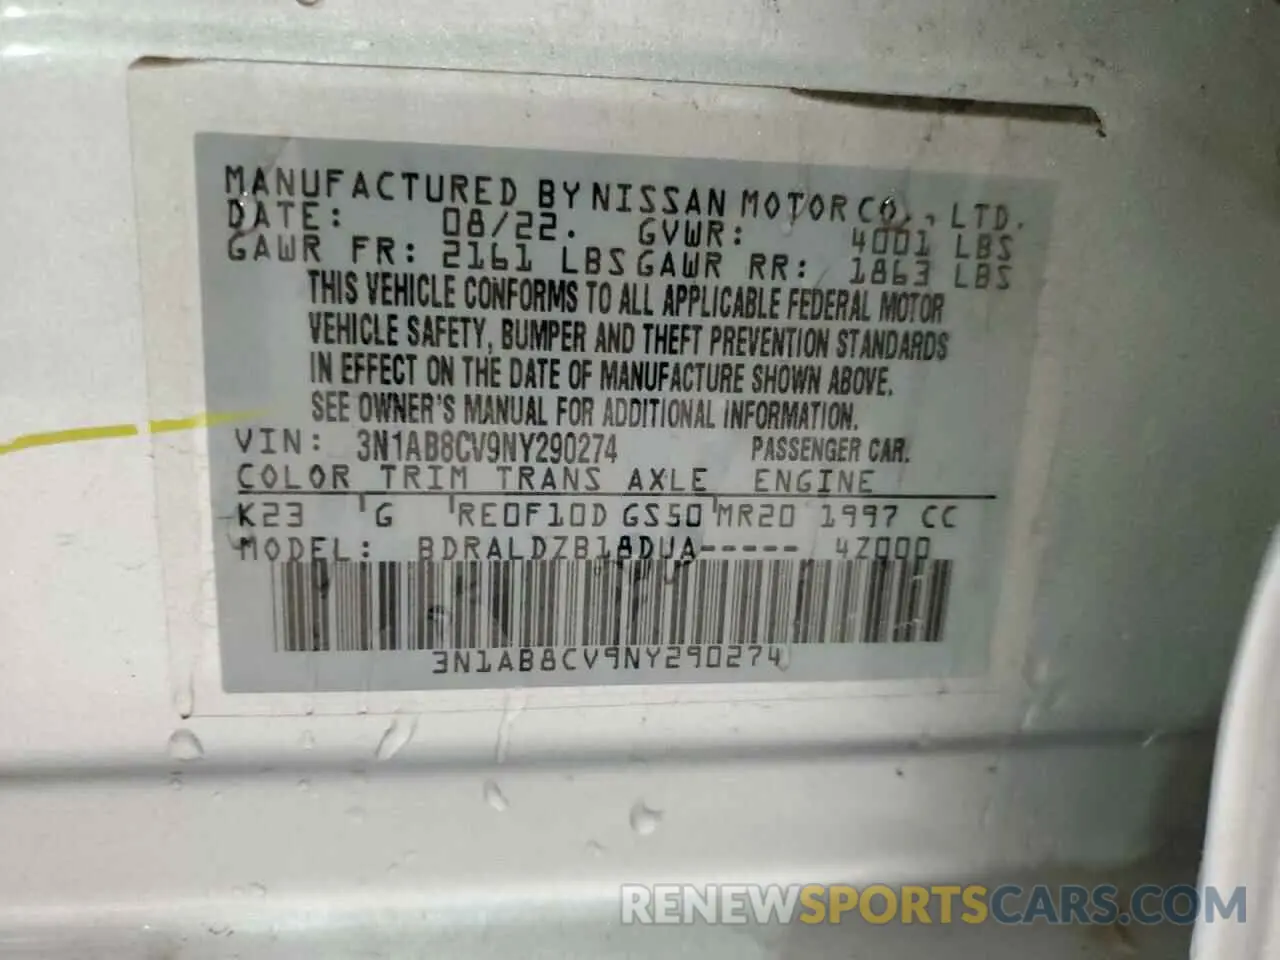 MANUFACTURED BY NISSAN MOTOR CO., LTD.
DATE: 08/22. GVWR: 4001 LBS
GAWR FR: 2161 LBS GAWR RR: 1863 LBS
THIS VEHICLE CONFORMS TO ALL APPLICABLE FEDERAL MOTOR
VEHICLE SAFETY, BUMPER AND THEFT PREVENTION STANDARDS
IN EFFECT ON THE DATE OF MANUFACTURE SHOWN ABOVE.
SEE OWNER'S MANUAL FOR ADDITIONAL INFORMATION.
VIN: 3N1AB8CV9NY290274 PASSENGER CAR.
COLOR TRIM TRANS AXLE ENGINE
K23 G RE0F10D GS50 MR20 1997 CC
MODEL: BDRALDZB18DUA----- 4Z000
3N1AB8CV9NY290274
RENEWSPORTSCARS.COM